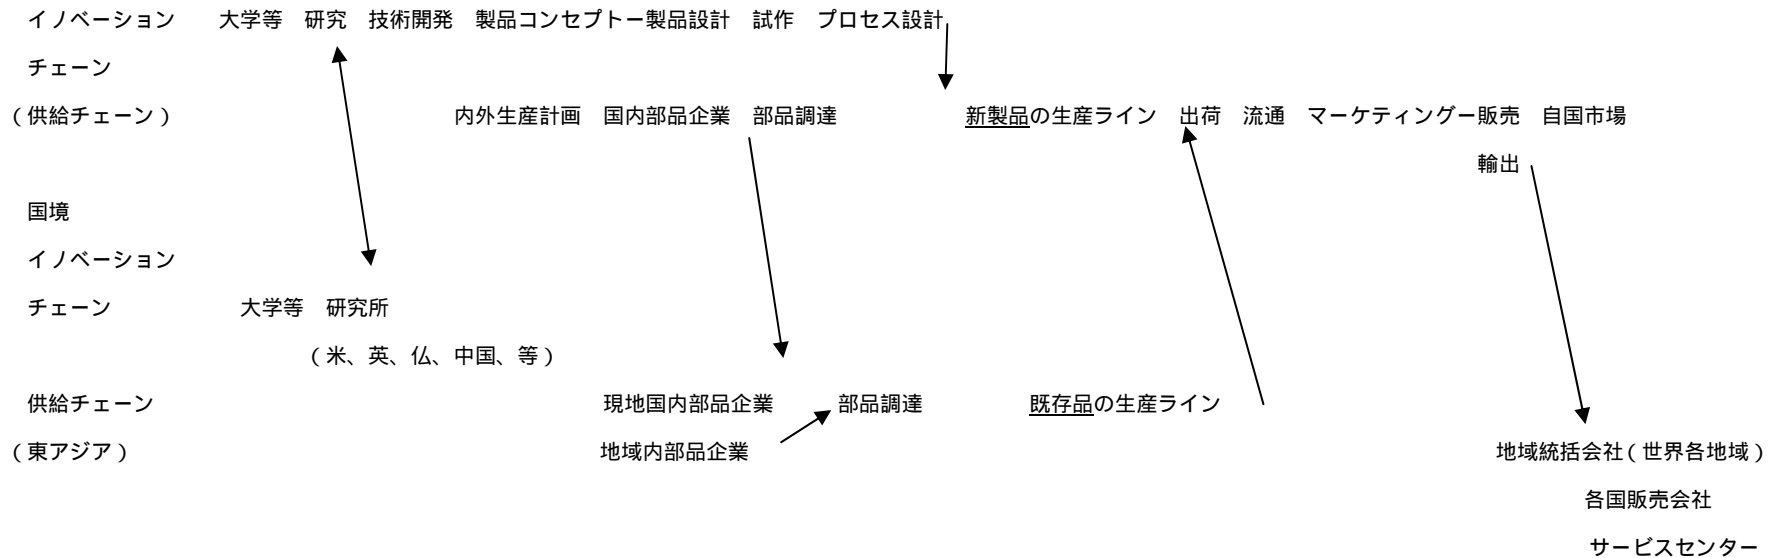 イノベーション　大学等　研究　技術開発　製品コンセプトー製品設計　試作　プロセス設計
チェーン
（供給チェーン）　内外生産計画　国内部品企業　部品調達　新製品の生産ライン　出荷　流通　マーケティングー販売　自国市場
輸出
国境
イノベーション
チェーン　大学等　研究所
（米、英、仏、中国、等）
供給チェーン　現地国内部品企業　部品調達　既存品の生産ライン
（東アジア）　地域内部品企業　地域統括会社（世界各地域）
各国販売会社
サービスセンター